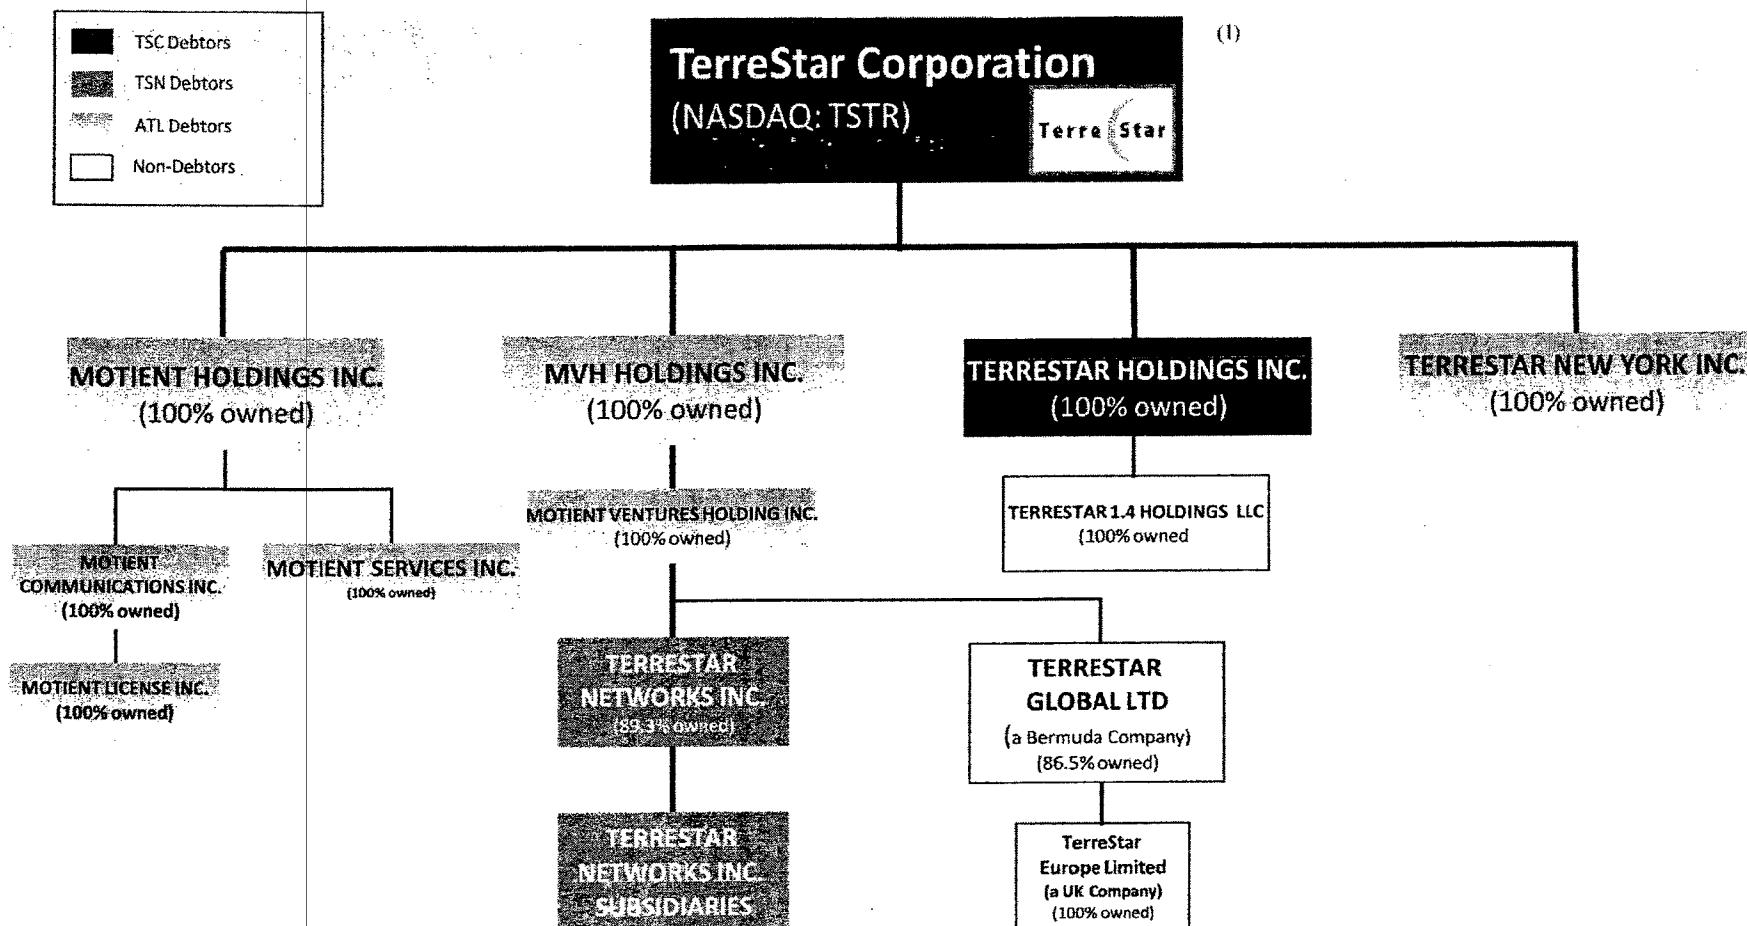 TSC Debtors
TSN Debtors
ATL Debtors
Non-Debtors
(1)
TerreStar Corporation
(NASDAQ: TSTR)
Terre Star
MOTIENT HOLDINGS INC.
(100% owned)
MVH HOLDINGS INC.
(100% owned)
TERRESTAR HOLDINGS INC.
(100% owned)
TERRESTAR NEW YORK INC.
(100% owned)
MOTIENT
COMMUNICATIONS INC.
(100% owned)
MOTIENT SERVICES INC.
(100% owned)
MOTIENT VENTURES HOLDING INC.
(100% owned)
TERRESTAR 1.4 HOLDINGS LLC
(100% owned
MOTIENT LICENSE INC.
(100% owned)
TERRESTAR
NETWORKS INC.
(89.3% owned)
TERRESTAR
GLOBAL LTD
(a Bermuda Company)
(86.5% owned)
TERRESTAR
NETWORKS INC.
SUBSIDIARIES
TerreStar
Europe Limited
(a UK Company)
(100% owned)